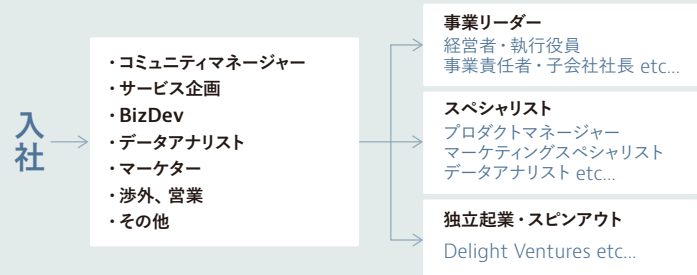 入社
・コミュニティマネージャー
・サービス企画
・BizDev
・データアナリスト
・マーケター
・渉外、営業
・その他
事業リーダー
経営者・執行役員
事業責任者・子会社社長 etc...
スペシャリスト
プロダクトマネージャー
マーケティングスペシャリスト
データアナリスト etc...
独立起業・スピンアウト
Delight Ventures etc...